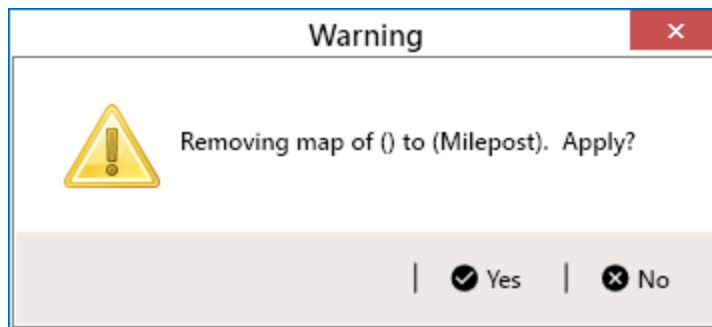 Warning
Removing map of () to (Milepost).  Apply?
Yes
No